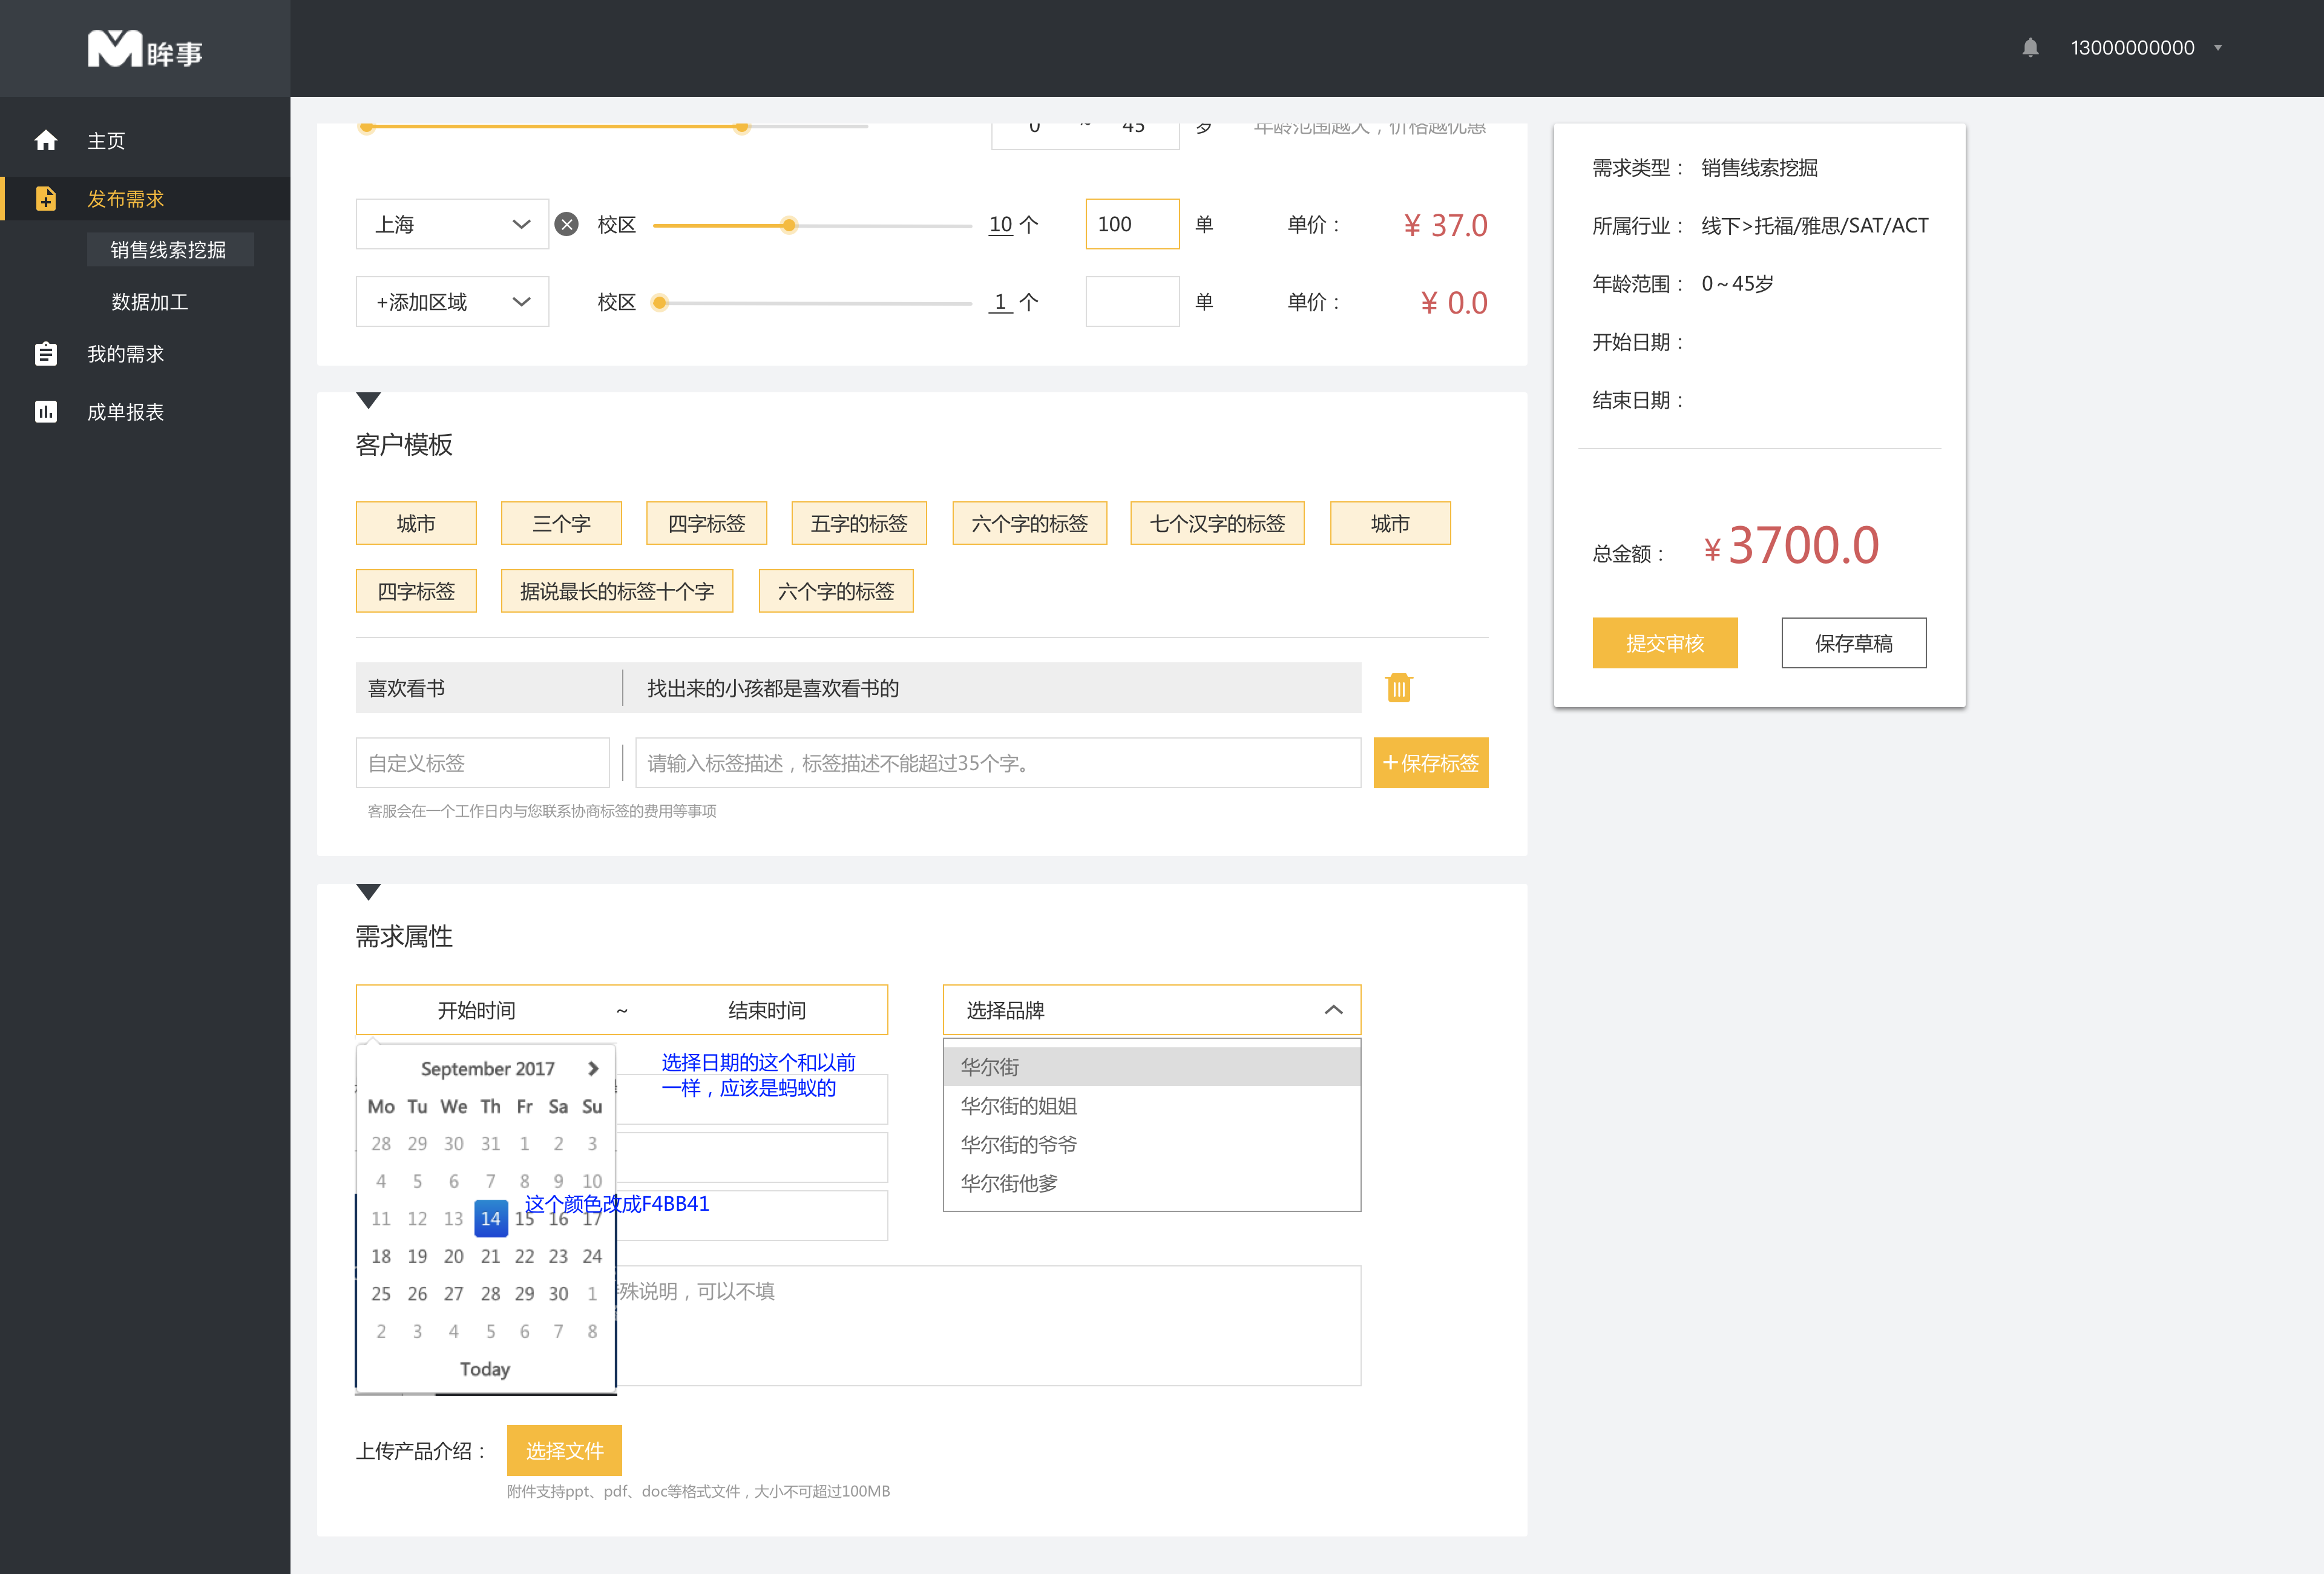 M眸事
13000000000
主页
发布需求
销售线索挖掘
数据加工
我的需求
成单报表
0 ~ 45 岁 年龄范围越大，价格越优惠
上海 校区 10 个 100 单 单价： ¥ 37.0
+添加区域 校区 1 个 单 单价： ¥ 0.0
客户模板
城市 三个字 四字标签 五字的标签 六个字的标签 七个汉字的标签 城市
四字标签 据说最长的标签十个字 六个字的标签
喜欢看书 找出来的小孩都是喜欢看书的
自定义标签 请输入标签描述，标签描述不能超过35个字。 +保存标签
客服会在一个工作日内与您联系协商标签的费用等事项
需求属性
开始时间 ~ 结束时间
选择品牌
September 2017
Mo Tu We Th Fr Sa Su
28 29 30 31 1 2 3
4 5 6 7 8 9 10
11 12 13 14 15 16 17
18 19 20 21 22 23 24
25 26 27 28 29 30 1
2 3 4 5 6 7 8
Today
选择日期的这个和以前
一样，应该是蚂蚁的
这个颜色改成F4BB41
华尔街
华尔街的姐姐
华尔街的爷爷
华尔街他爹
殊说明，可以不填
上传产品介绍： 选择文件
附件支持ppt、pdf、doc等格式文件，大小不可超过100MB
需求类型： 销售线索挖掘
所属行业： 线下>托福/雅思/SAT/ACT
年龄范围： 0~45岁
开始日期：
结束日期：
总金额： ¥3700.0
提交审核 保存草稿